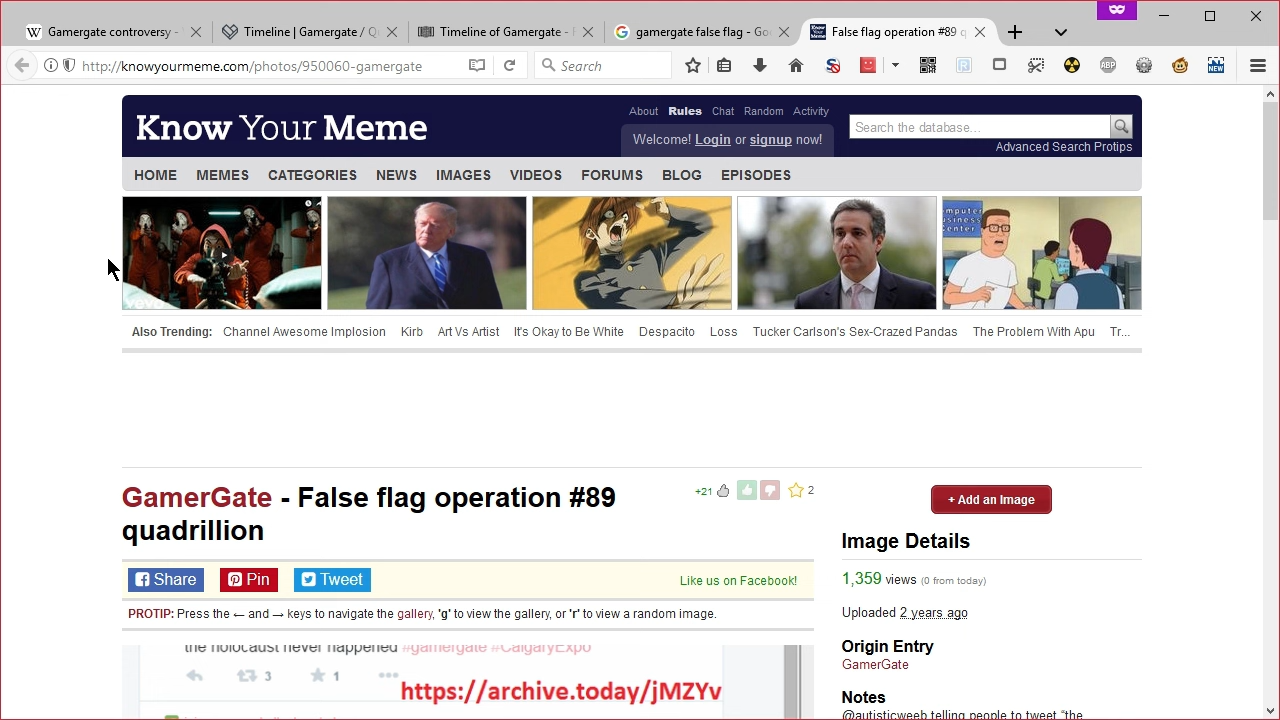 Gamergate controversy -
Timeline | Gamergate /
Timeline of Gamergate -
gamergate false flag - Go
False flag operation #89 q
http://knowyourmeme.com/photos/950060-gamergate
Search
ABP
NEW
Know Your Meme
About Rules Chat Random Activity
Welcome! Login or signup now!
Search the database...
Advanced Search Protips
HOME MEMES CATEGORIES NEWS IMAGES VIDEOS FORUMS BLOG EPISODES
vevo
Computer
Business
Center
Also Trending: Channel Awesome Implosion Kirb Art Vs Artist It's Okay to Be White Despacito Loss Tucker Carlson's Sex-Crazed Pandas The Problem With Apu Tr...
GamerGate - False flag operation #89
quadrillion
+21
2
+ Add an Image
Image Details
Share Pin Tweet
Like us on Facebook!
1,359 views (0 from today)
PROTIP: Press the ← and → keys to navigate the gallery, 'g' to view the gallery, or 'r' to view a random image.
Uploaded 2 years ago
Origin Entry
GamerGate
the holocaust never happened #gamergate #CalgaryExpo
3 1
https://archive.today/jMZYv
Notes
@autisticweeb telling people to tweet "the